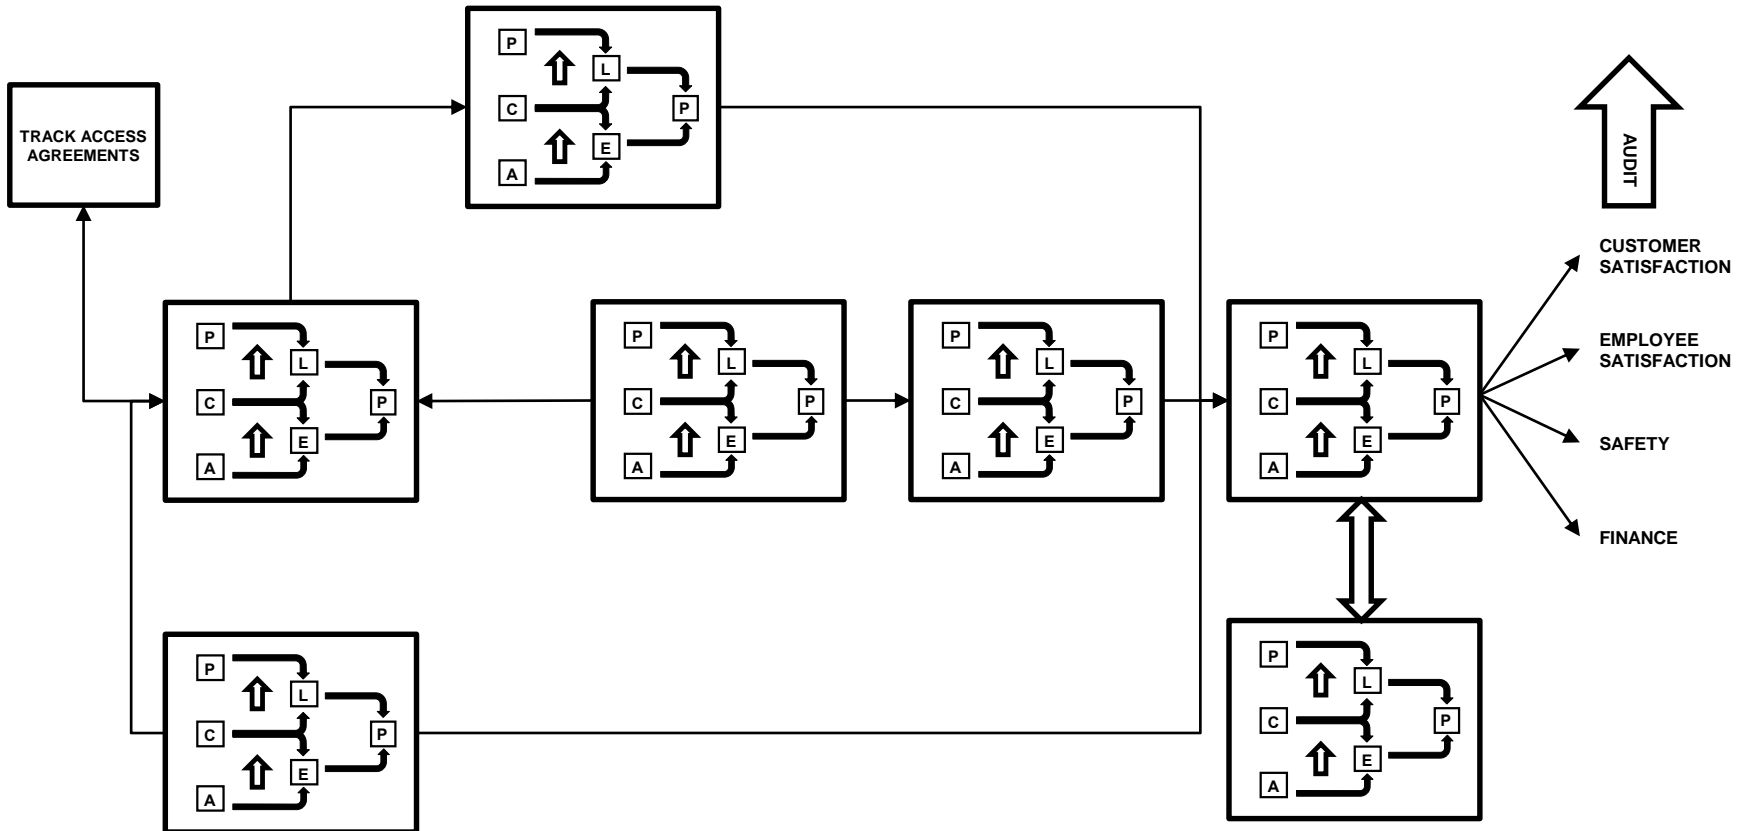 P
L
C
P
E
A
TRACK ACCESS
AGREEMENTS
AUDIT
CUSTOMER
SATISFACTION
P
L
C
P
E
A
P
L
C
P
E
A
P
L
C
P
E
A
P
L
C
P
E
A
EMPLOYEE
SATISFACTION
SAFETY
FINANCE
P
L
C
P
E
A
P
L
C
P
E
A